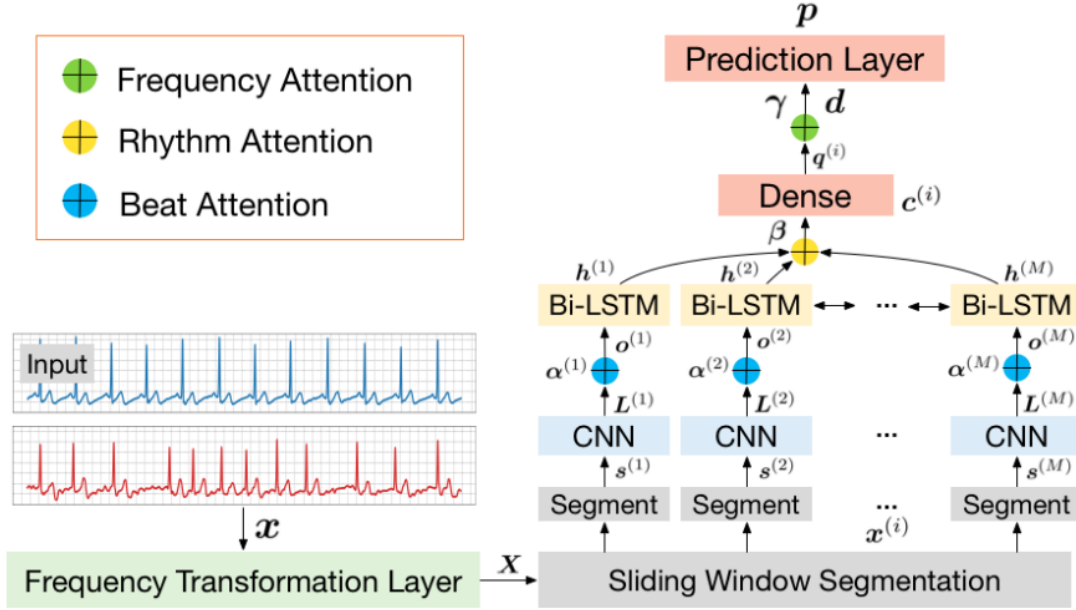 Frequency Attention
Rhythm Attention
Beat Attention
p
Prediction Layer
γ d
q^(i)
Dense c^(i)
β
h^(1) h^(2) h^(M)
Bi-LSTM Bi-LSTM ... Bi-LSTM
o^(1) o^(2) o^(M)
α^(1) α^(2) α^(M)
L^(1) L^(2) L^(M)
CNN CNN ... CNN
s^(1) s^(2) s^(M)
Segment Segment ... Segment
x^(i)
Input
x
Frequency Transformation Layer
X
Sliding Window Segmentation